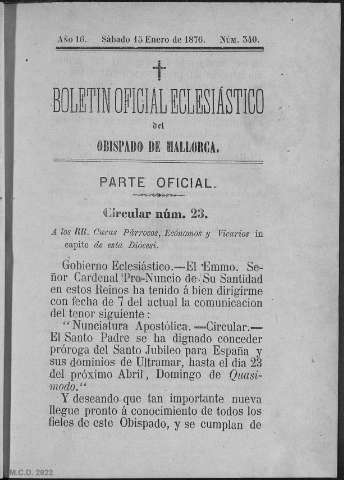 Año 16. Sábado 15 Enero de 1876. Núm. 340.
BOLETIN OFICIAL ECLESIÁSTICO
del
OBISPADO DE MALLORCA.
PARTE OFICIAL.
Circular núm. 23.
A los RR. Curas Párrocos, Ecónomos y Vicarios in
capite de esta Diócesi.
Gobierno Eclesiástico.—El Emmo. Se-
ñor Cardenal Pro-Nuncio de Su Santidad
en estos Reinos ha tenido á bien dirigirme
con fecha de 7 del actual la comunicacion
del tenor siguiente:
"Nunciatura Apostólica.—Circular.—
El Santo Padre se ha dignado conceder
próroga del Santo Jubileo para España y
sus dominios de Ultramar, hasta el dia 23
del próximo Abril, Domingo de Quasi-
modo."
Y deseando que tan importante nueva
llegue pronto á conocimiento de todos los
fieles de este Obispado, y se cumplan de
M.C.D. 2022